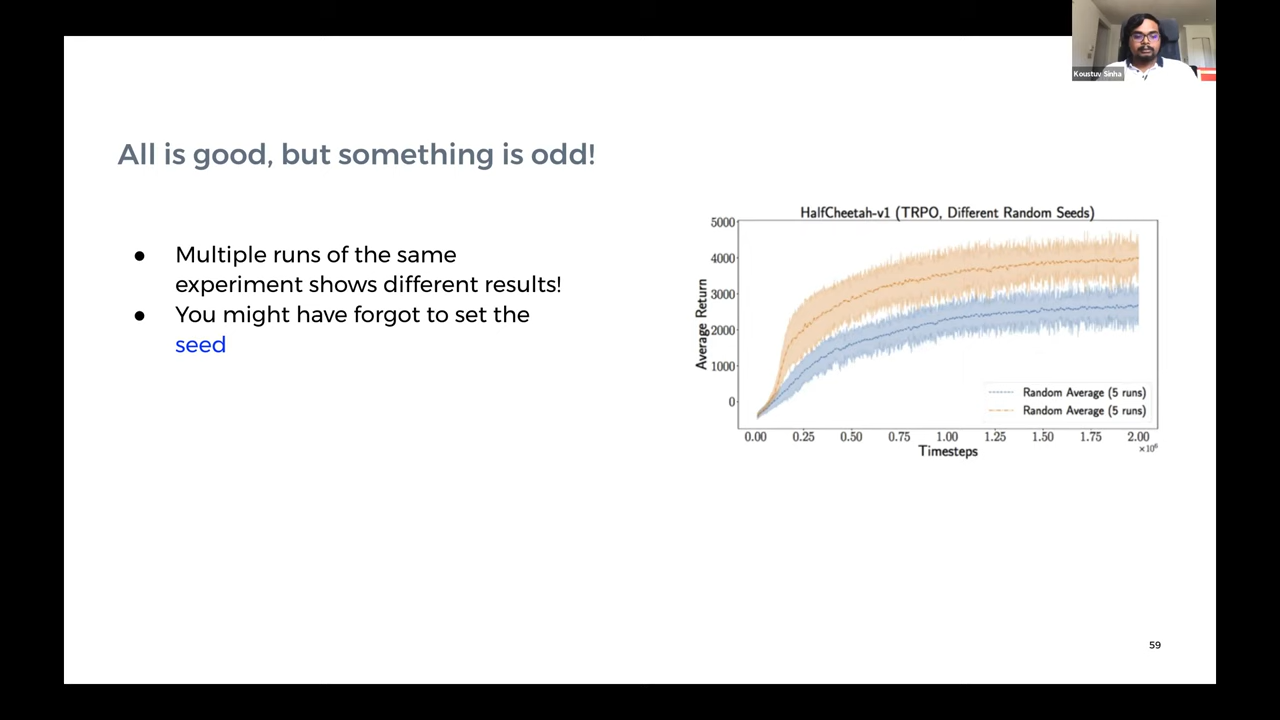 Koustuv Sinha
All is good, but something is odd!
● Multiple runs of the same
experiment shows different results!
● You might have forgot to set the
seed
HalfCheetah-v1 (TRPO, Different Random Seeds)
5000
4000
3000
2000
1000
0
Average Return
Random Average (5 runs)
Random Average (5 runs)
0.00 0.25 0.50 0.75 1.00 1.25 1.50 1.75 2.00
×10⁶
Timesteps
59